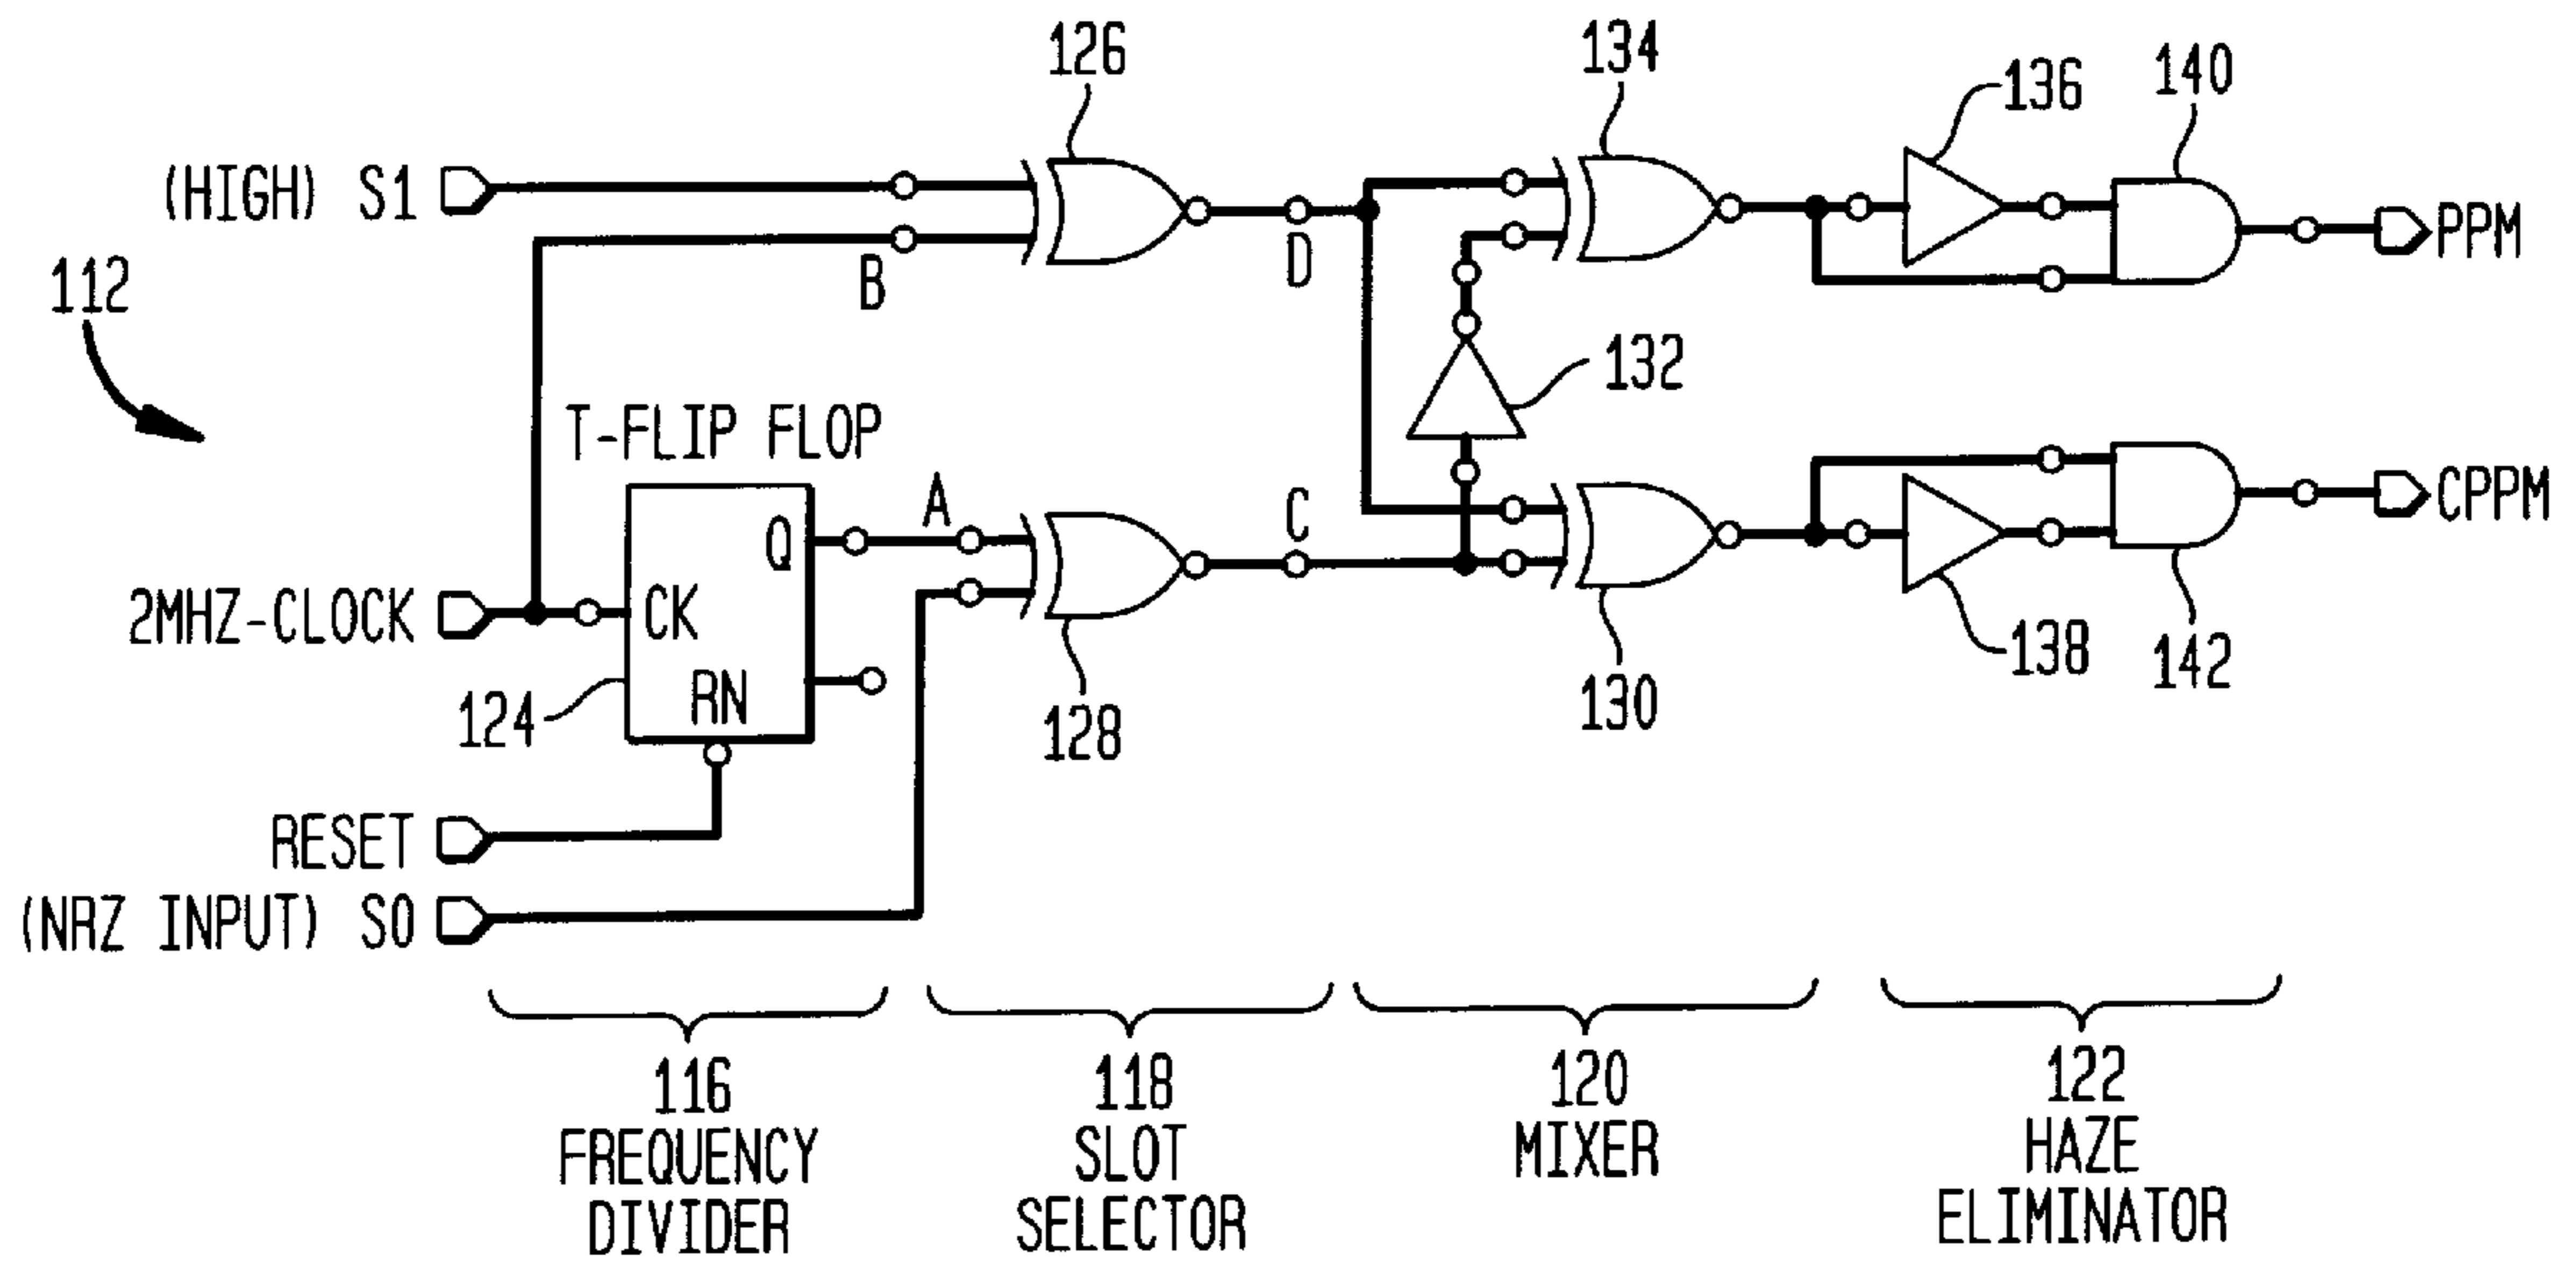 126
134
136
140
(HIGH) S1
B
D
PPM
112
132
T-FLIP FLOP
Q
A
C
CPPM
2MHZ-CLOCK
CK
RN
124
128
130
138
142
RESET
(NRZ INPUT) S0
116
FREQUENCY
DIVIDER
118
SLOT
SELECTOR
120
MIXER
122
HAZE
ELIMINATOR